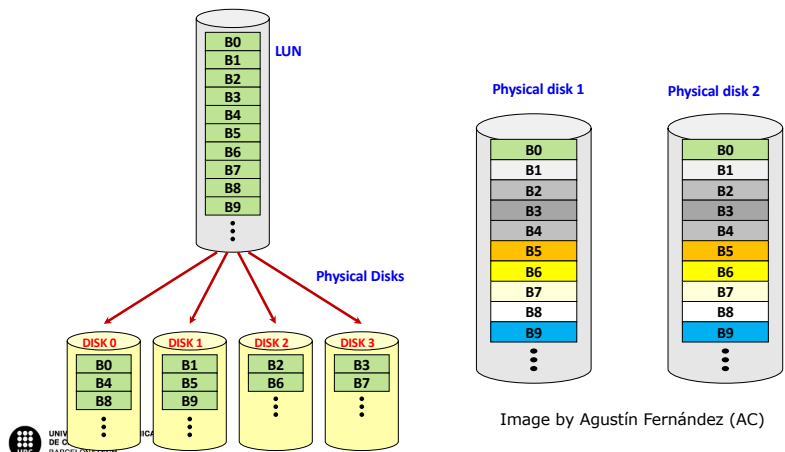 LUN
B0
B1
B2
B3
B4
B5
B6
B7
B8
B9
Physical Disks
DISK 0
B0
B4
B8
DISK 1
B1
B5
B9
DISK 2
B2
B6
DISK 3
B3
B7
Physical disk 1
B0
B1
B2
B3
B4
B5
B6
B7
B8
B9
Physical disk 2
B0
B1
B2
B3
B4
B5
B6
B7
B8
B9
Image by Agustín Fernández (AC)